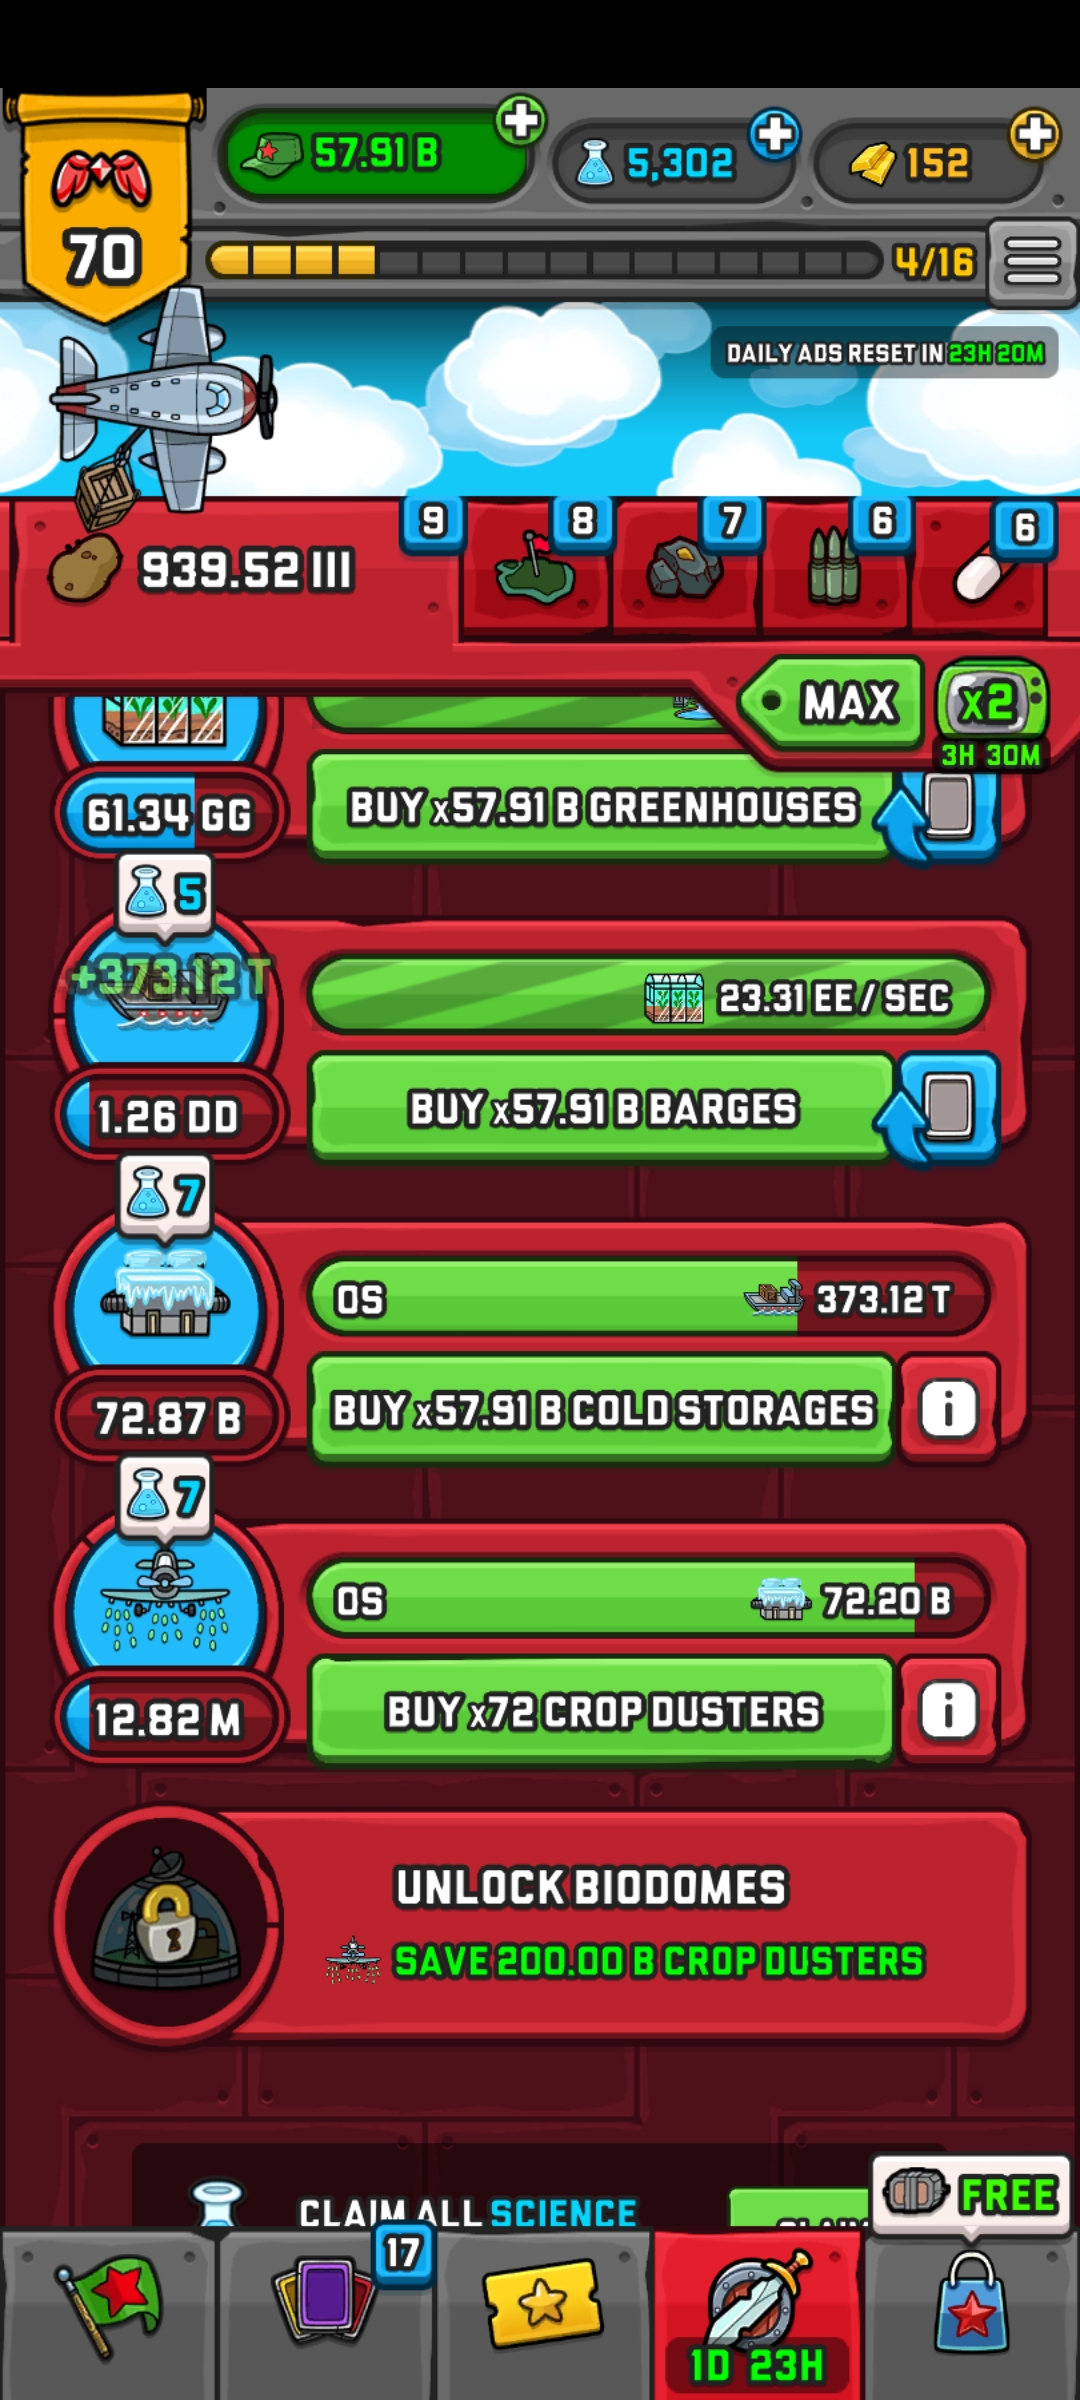 57.91 B
5,302
152
70
4/16
DAILY ADS RESET IN 23H 20M
939.52 III
9
8
7
6
6
MAX
x2
3H 30M
61.34 GG
BUY x57.91 B GREENHOUSES
5
+373.12 T
23.31 EE / SEC
1.26 DD
BUY x57.91 B BARGES
7
0S
373.12 T
72.87 B
BUY x57.91 B COLD STORAGES
i
7
0S
72.20 B
12.82 M
BUY x72 CROP DUSTERS
i
UNLOCK BIODOMES
SAVE 200.00 B CROP DUSTERS
CLAIM ALL SCIENCE
FREE
17
1D 23H